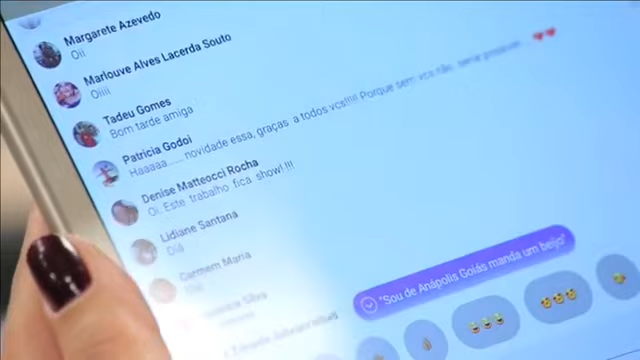 Margarete Azevedo
Oii
Marlouve Alves Lacerda Souto
Oiiii
Tadeu Gomes
Bom tarde amiga
Patricia Godoi
Haaaaa......novidade essa, graças a todos vcs!!!!! Porque sem vcs não, seria possível
Denise Matteocci Rocha
Oi. Este trabalho fica show! !!!
Lidiane Santana
Olá
Carmem Maria
Silva
"Sou de Anápolis Goiás manda um beijo"